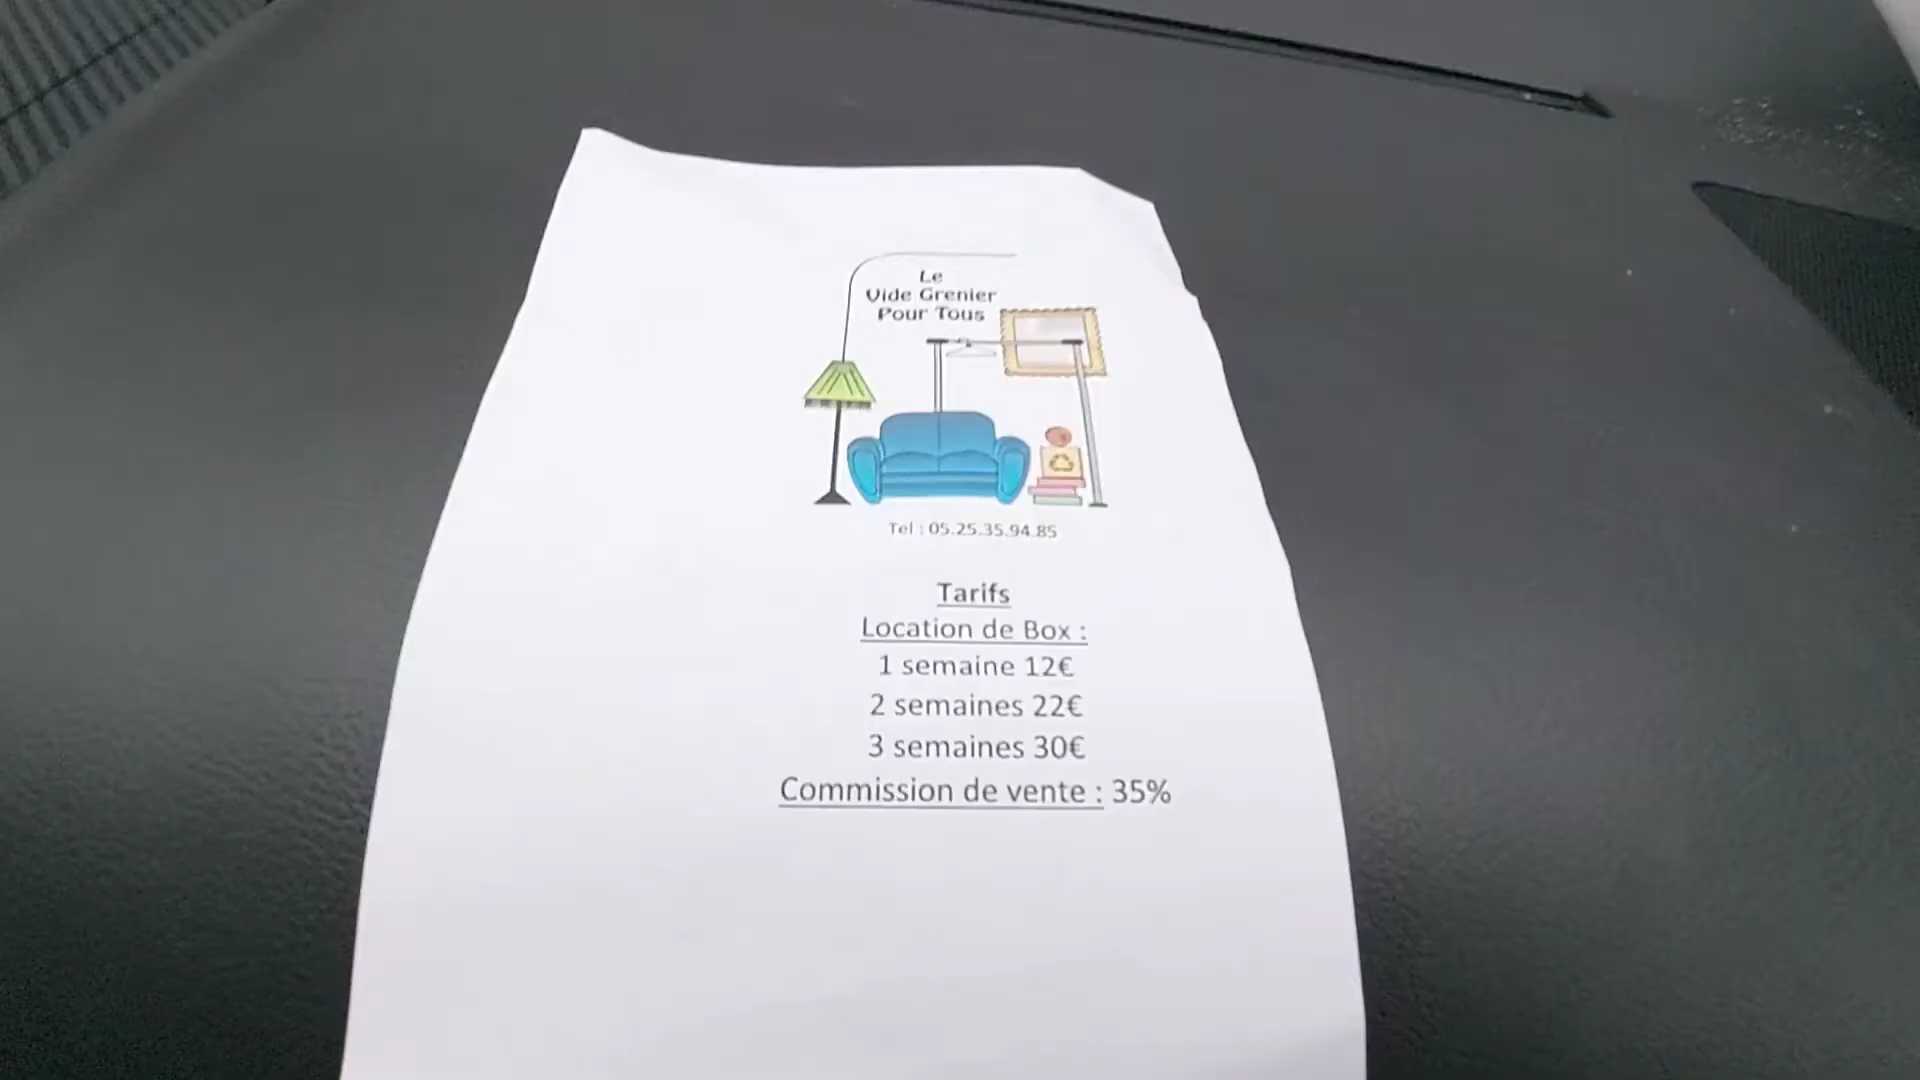 Le
Vide Grenier
Pour Tous
Tel : 05.25.35.94.85
Tarifs
Location de Box :
1 semaine 12€
2 semaines 22€
3 semaines 30€
Commission de vente : 35%